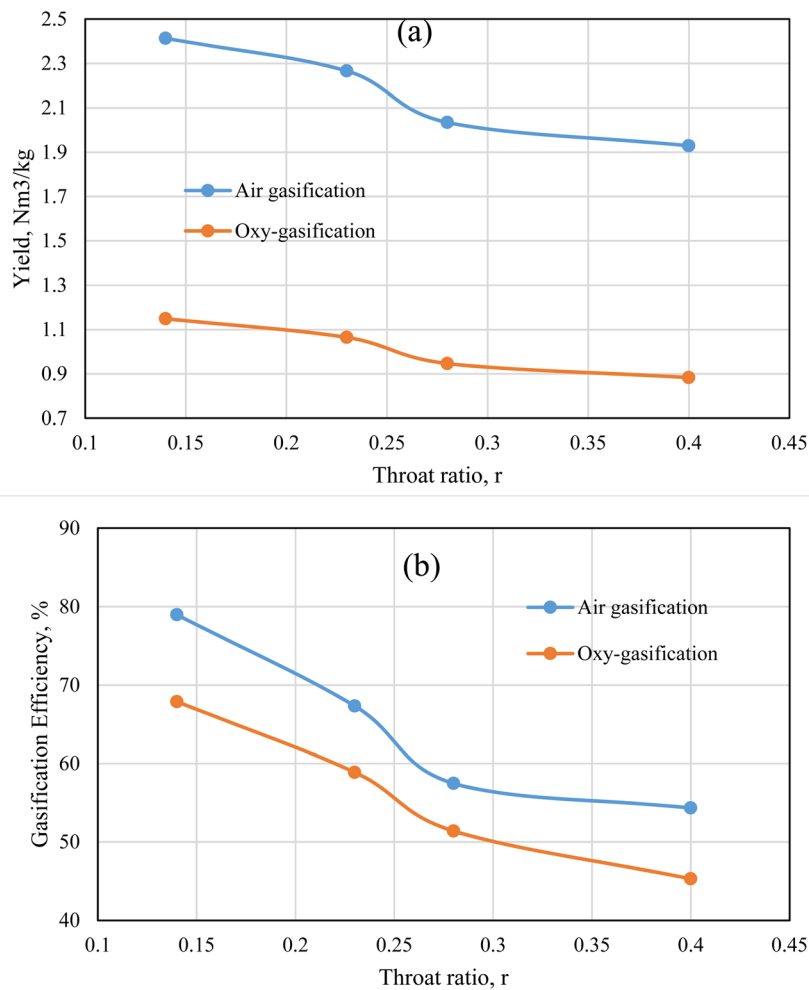 (a)
2.5
2.3
2.1
1.9
1.7
1.5
1.3
1.1
0.9
0.7
Yield, Nm3/kg
Air gasification
Oxy-gasification
0.1 0.15 0.2 0.25 0.3 0.35 0.4 0.45
Throat ratio, r
(b)
90
80
70
60
50
40
Gasification Efficiency, %
Air gasification
Oxy-gasification
0.1 0.15 0.2 0.25 0.3 0.35 0.4 0.45
Throat ratio, r